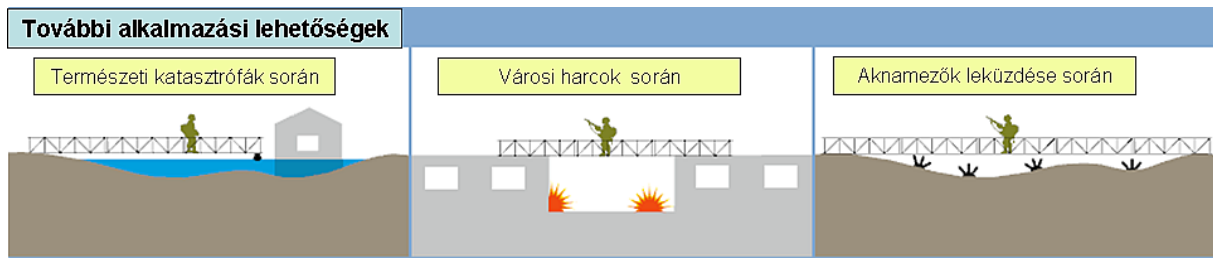 További alkalmazási lehetőségek
Természeti katasztrófák során
Városi harcok során
Aknamezők leküzdése során